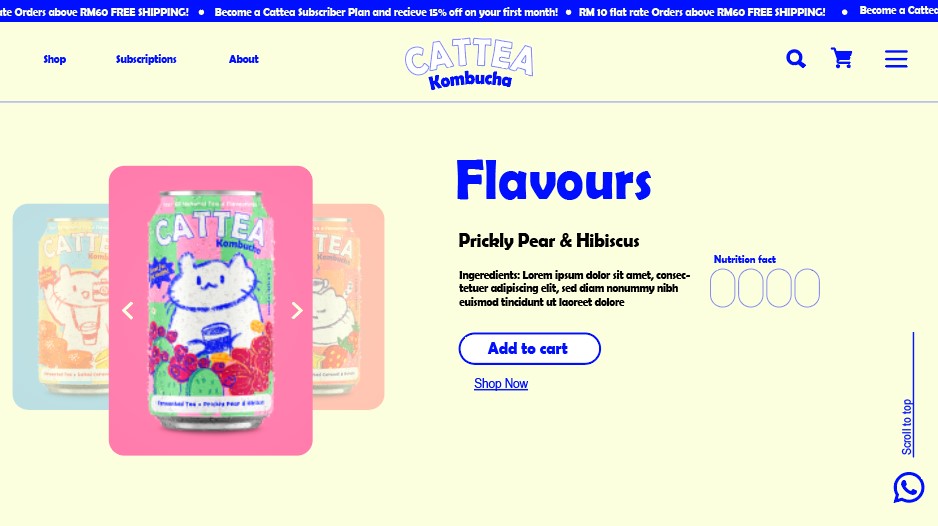 ate Orders above RM60 FREE SHIPPING! • Become a Cattea Subscriber Plan and recieve 15% off on your first month! • RM 10 flat rate Orders above RM60 FREE SHIPPING! • Become a Cattea
Shop Subscriptions About
CATTEA
Kombucha
Flavours
Prickly Pear & Hibiscus
Ingeredients: Lorem ipsum dolor sit amet, consec-
tetuer adipiscing elit, sed diam nonummy nibh
euismod tincidunt ut laoreet dolore
Nutrition fact
Add to cart
Shop Now
CATTEA
Kombucha
Fermented Tea + Prickly Pear & Hibiscus
Scroll to top